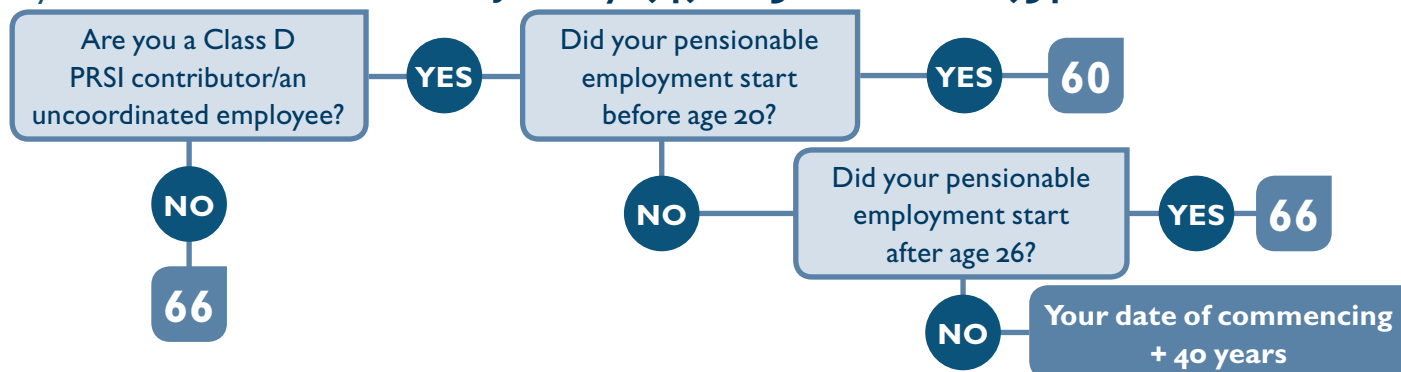 Are you a Class D
PRSI contributor/an
uncoordinated employee?
YES
Did your pensionable
employment start
before age 20?
YES
60
NO
66
NO
Did your pensionable
employment start
after age 26?
YES
66
NO
Your date of commencing
+ 40 years